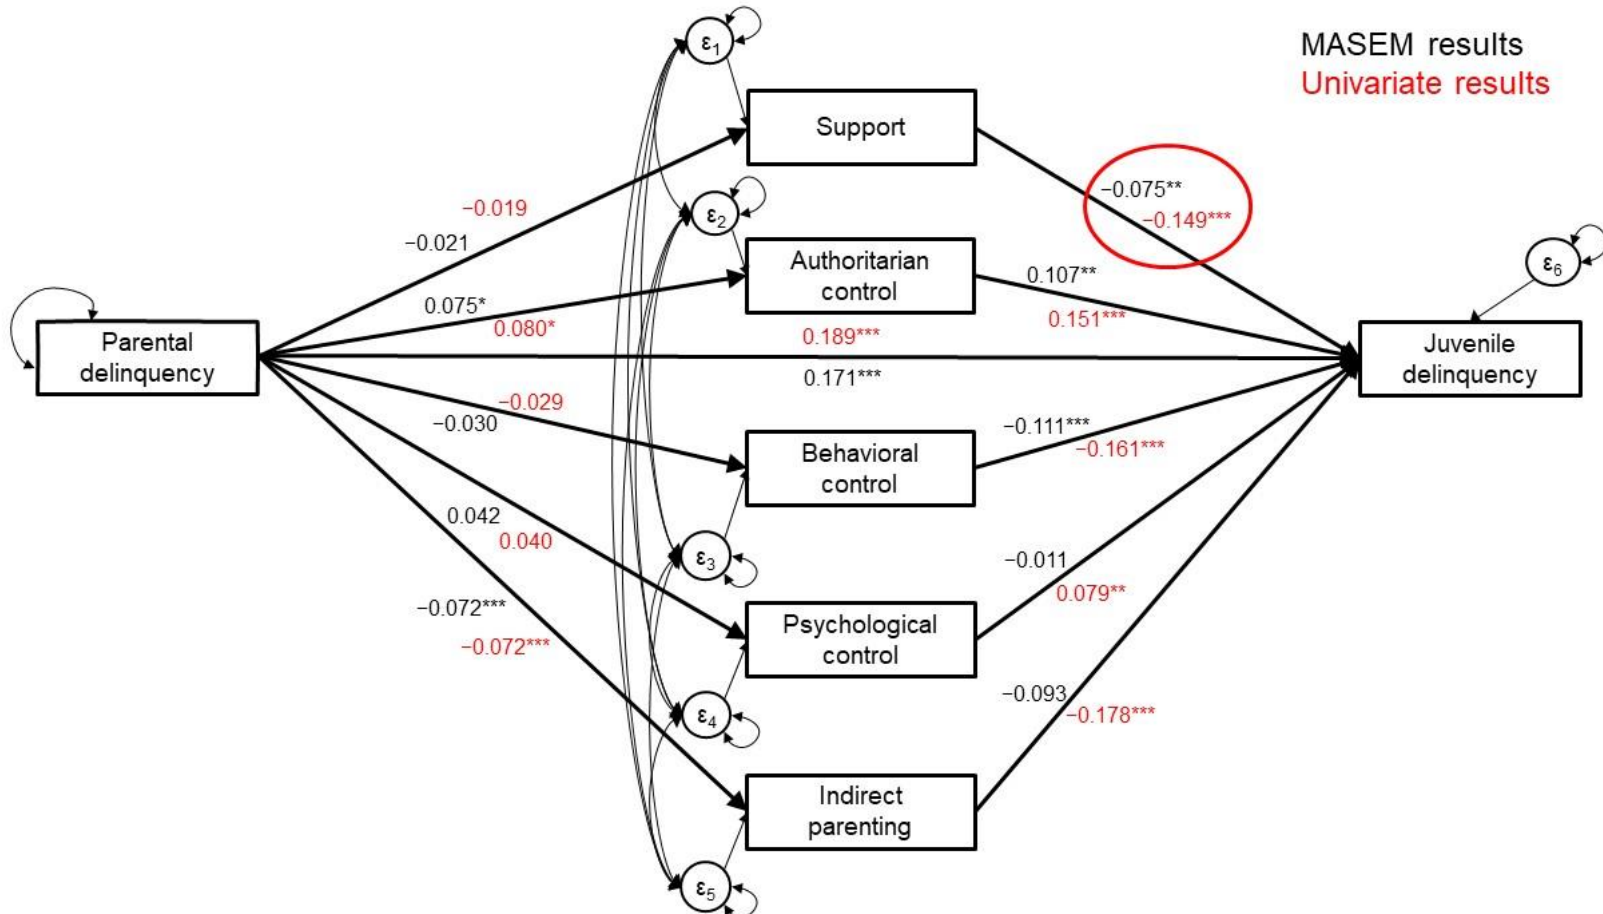 MASEM results
Univariate results
ε1
Support
−0.075**
−0.149***
−0.019
−0.021
ε2
Authoritarian
control
0.107**
0.151***
ε6
0.075*
0.080*
0.189***
0.171***
Parental
delinquency
Juvenile
delinquency
−0.029
−0.030
Behavioral
control
−0.111***
−0.161***
0.042
0.040
ε3
−0.011
0.079**
−0.072***
−0.072***
Psychological
control
ε4
−0.093
−0.178***
Indirect
parenting
ε5